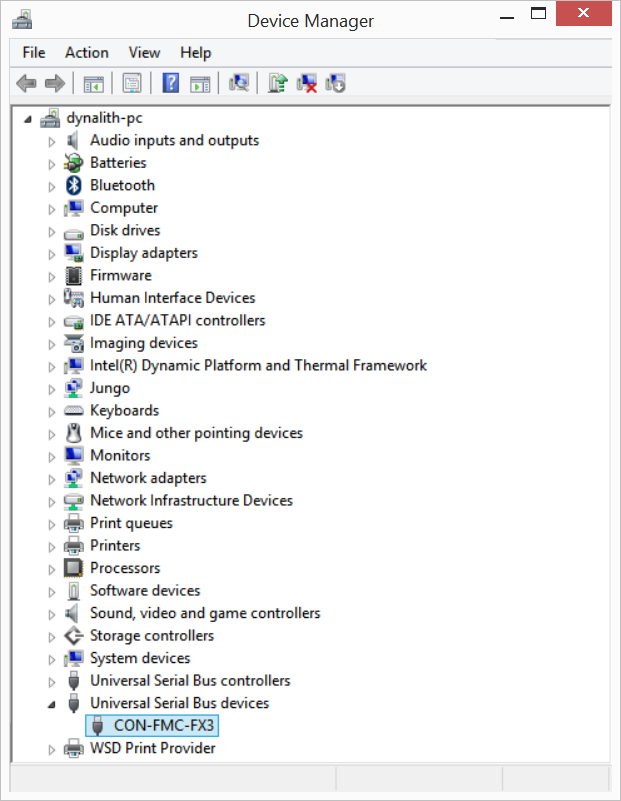 Device Manager
File Action View Help
dynalith-pc
Audio inputs and outputs
Batteries
Bluetooth
Computer
Disk drives
Display adapters
Firmware
Human Interface Devices
IDE ATA/ATAPI controllers
Imaging devices
Intel(R) Dynamic Platform and Thermal Framework
Jungo
Keyboards
Mice and other pointing devices
Monitors
Network adapters
Network Infrastructure Devices
Print queues
Printers
Processors
Software devices
Sound, video and game controllers
Storage controllers
System devices
Universal Serial Bus controllers
Universal Serial Bus devices
CON-FMC-FX3
WSD Print Provider